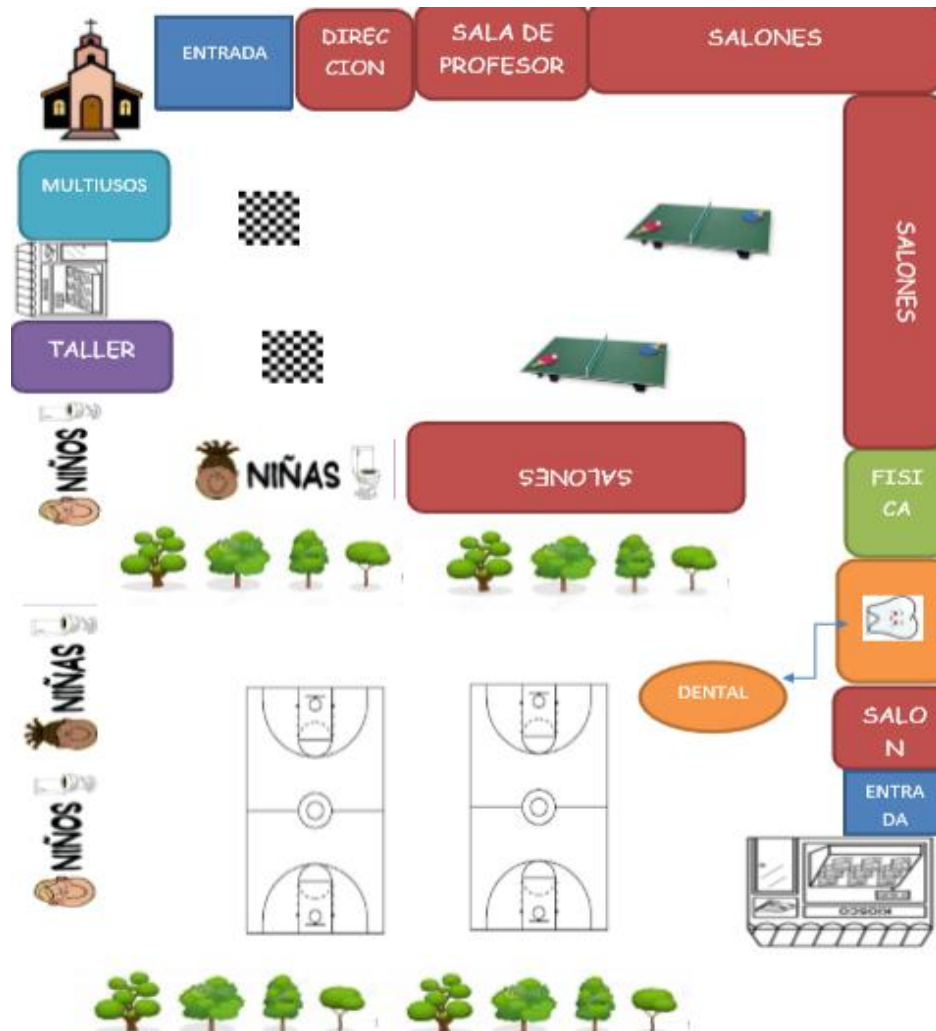 ENTRADA
DIREC
CION
SALA DE
PROFESOR
SALONES
MULTIUSOS
SALONES
TALLER
NIÑOS
NIÑAS
SALONES
FISI
CA
NIÑAS
DENTAL
SALO
N
NIÑOS
ENTRA
DA
KIOSCO